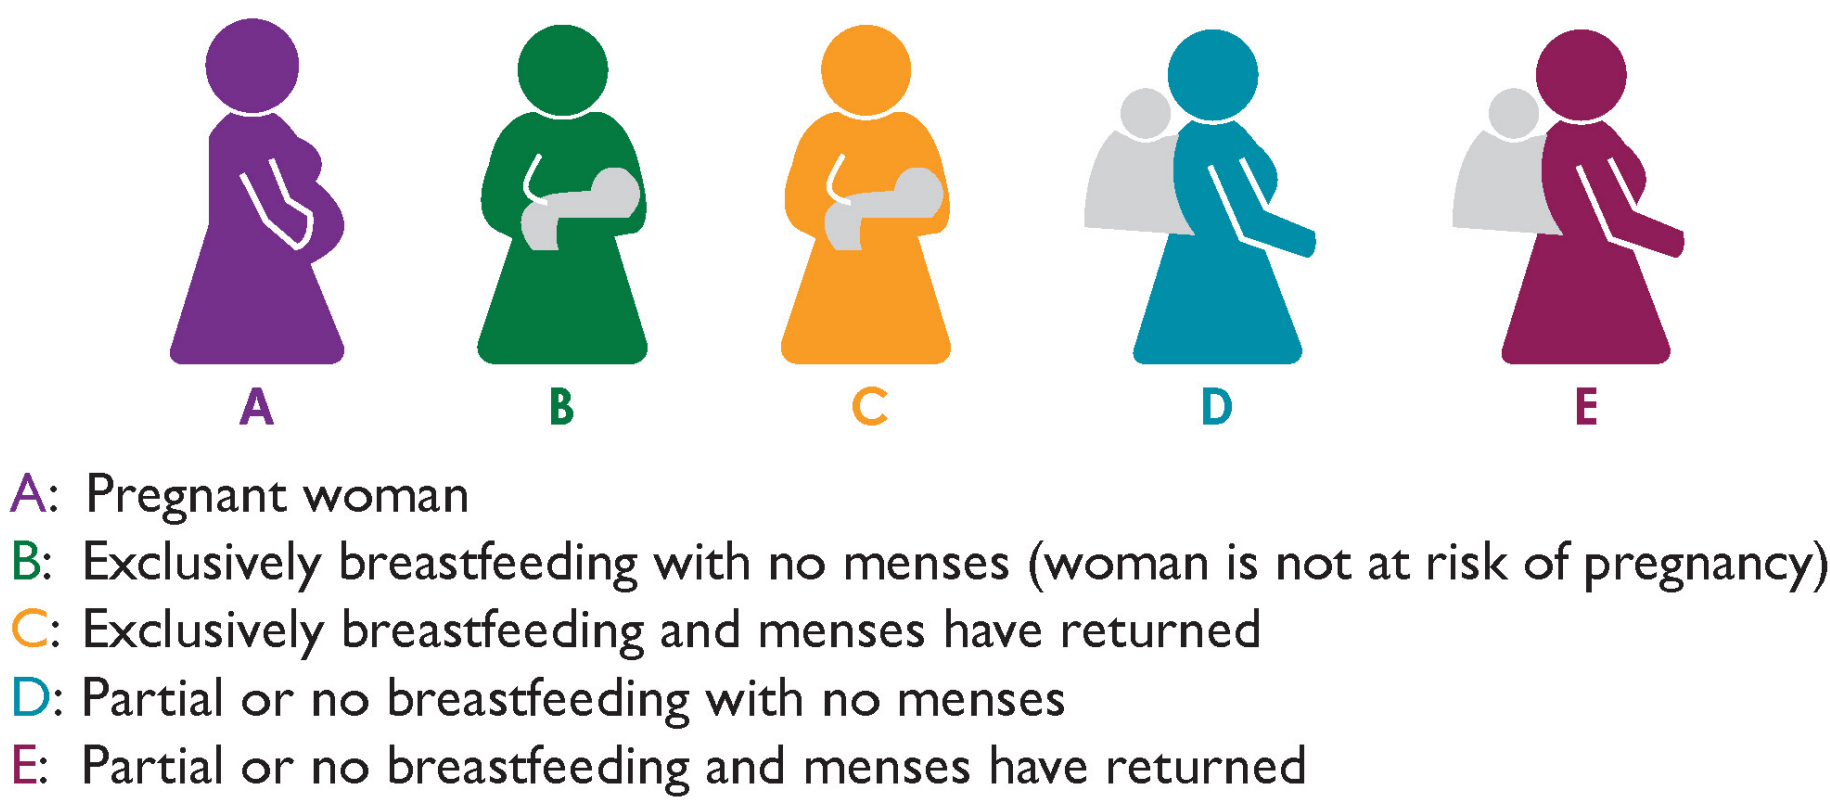 A B C D E
A: Pregnant woman
B: Exclusively breastfeeding with no menses (woman is not at risk of pregnancy)
C: Exclusively breastfeeding and menses have returned
D: Partial or no breastfeeding with no menses
E: Partial or no breastfeeding and menses have returned